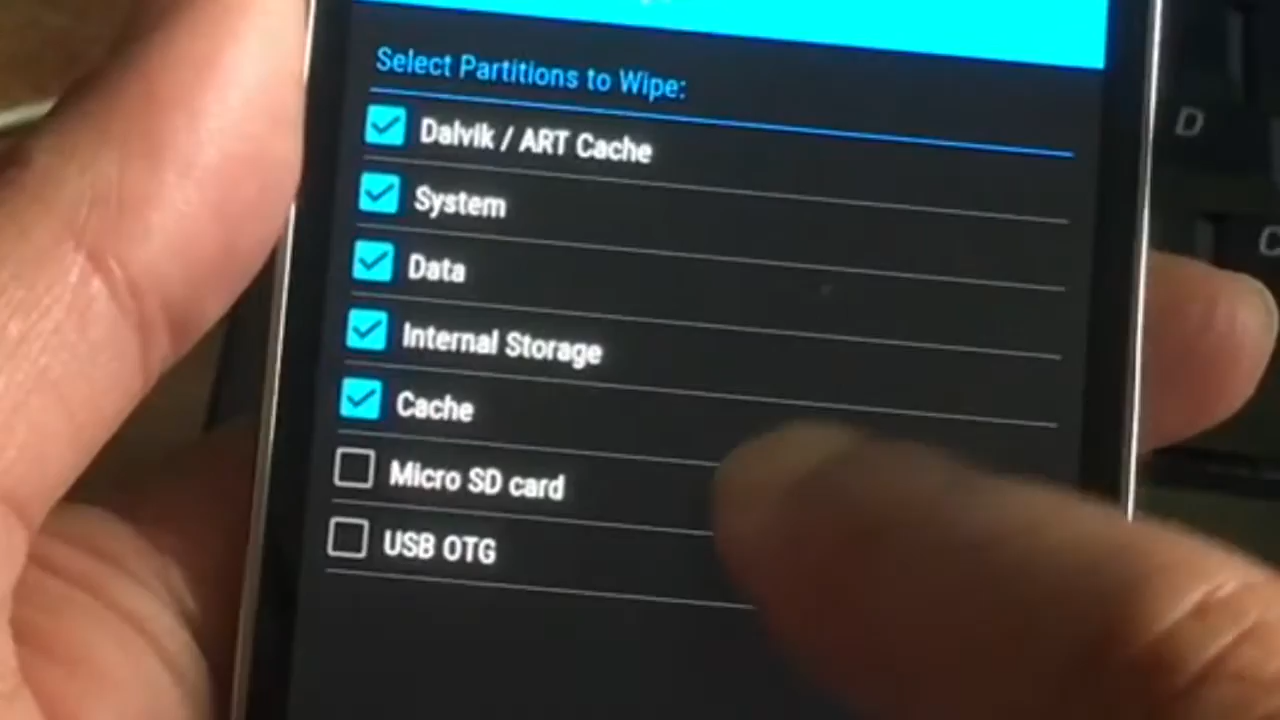 Select Partitions to Wipe:
Dalvik / ART Cache
System
Data
Internal Storage
Cache
Micro SD card
USB OTG
D
C